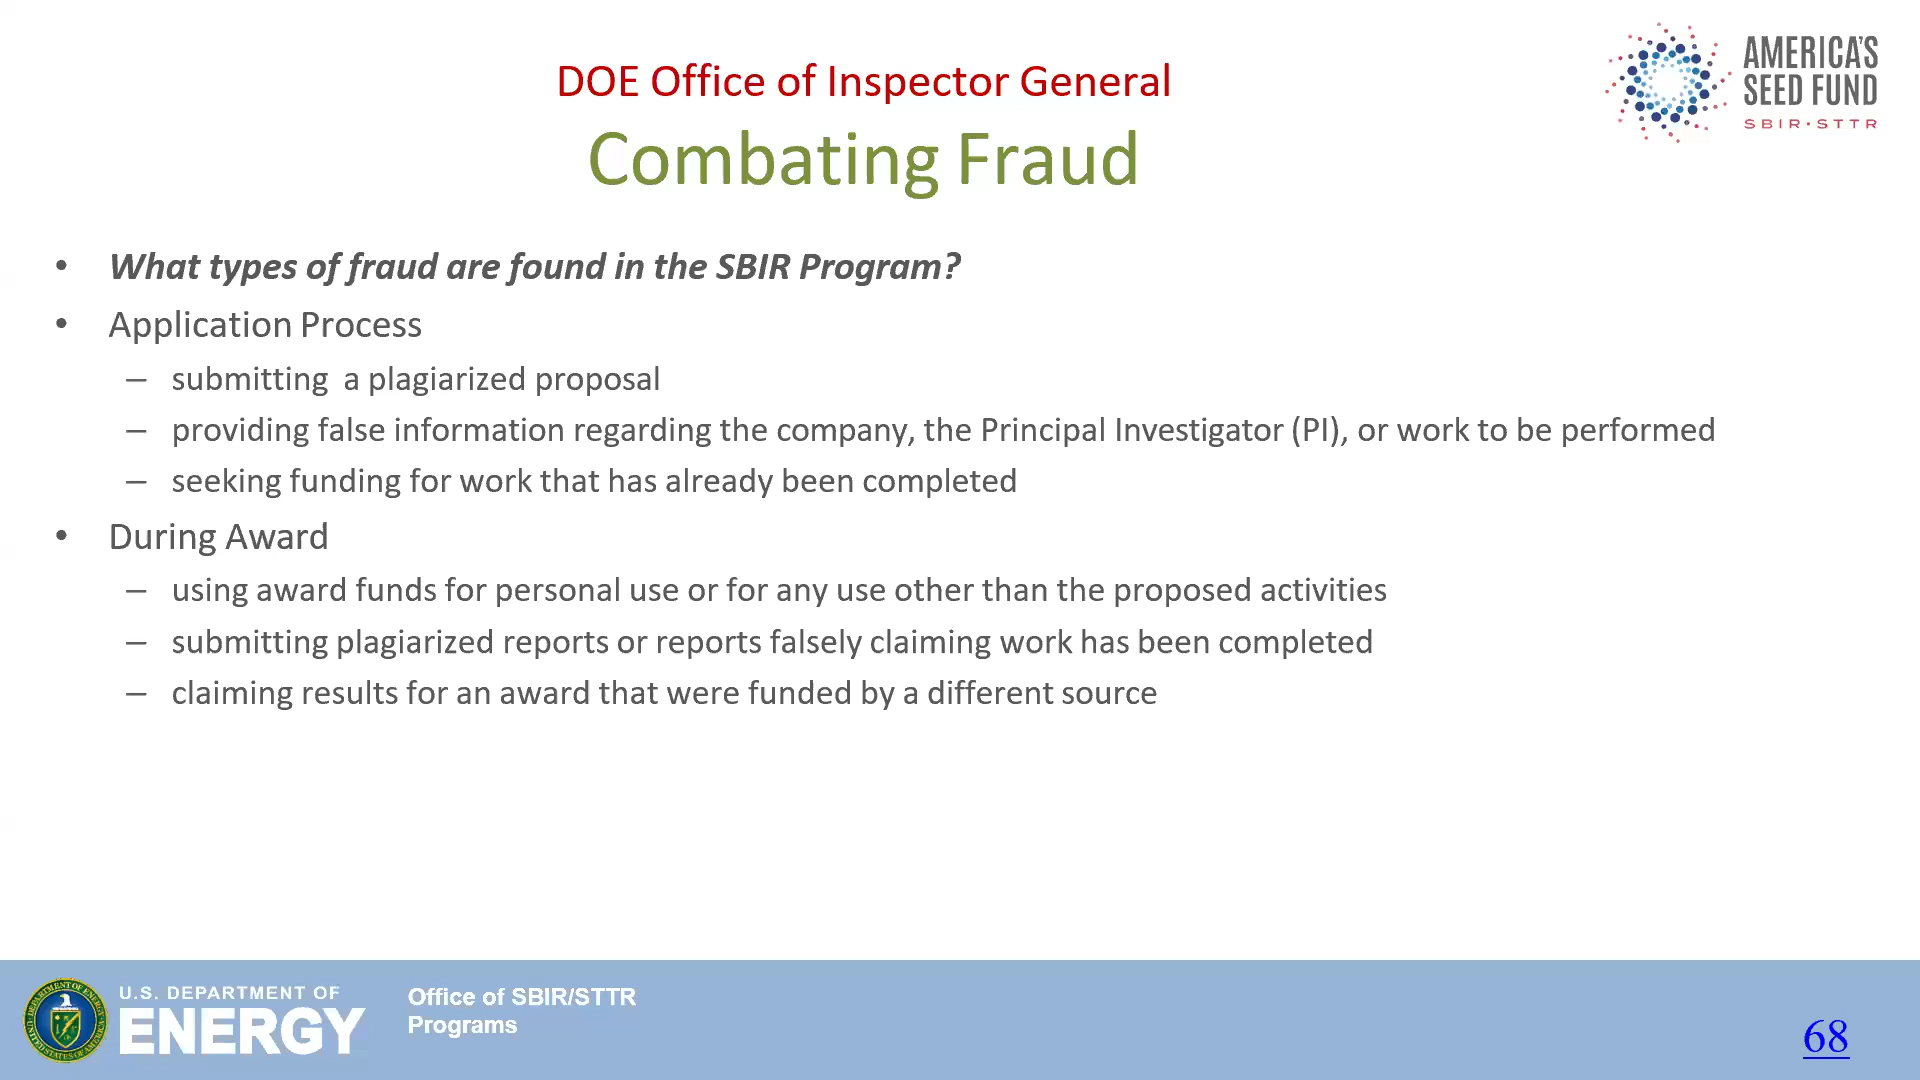 DOE Office of Inspector General
Combating Fraud
AMERICA'S
SEED FUND
SBIR·STTR
• What types of fraud are found in the SBIR Program?
• Application Process
– submitting a plagiarized proposal
– providing false information regarding the company, the Principal Investigator (PI), or work to be performed
– seeking funding for work that has already been completed
• During Award
– using award funds for personal use or for any use other than the proposed activities
– submitting plagiarized reports or reports falsely claiming work has been completed
– claiming results for an award that were funded by a different source
U.S. DEPARTMENT OF
ENERGY
Office of SBIR/STTR
Programs
68